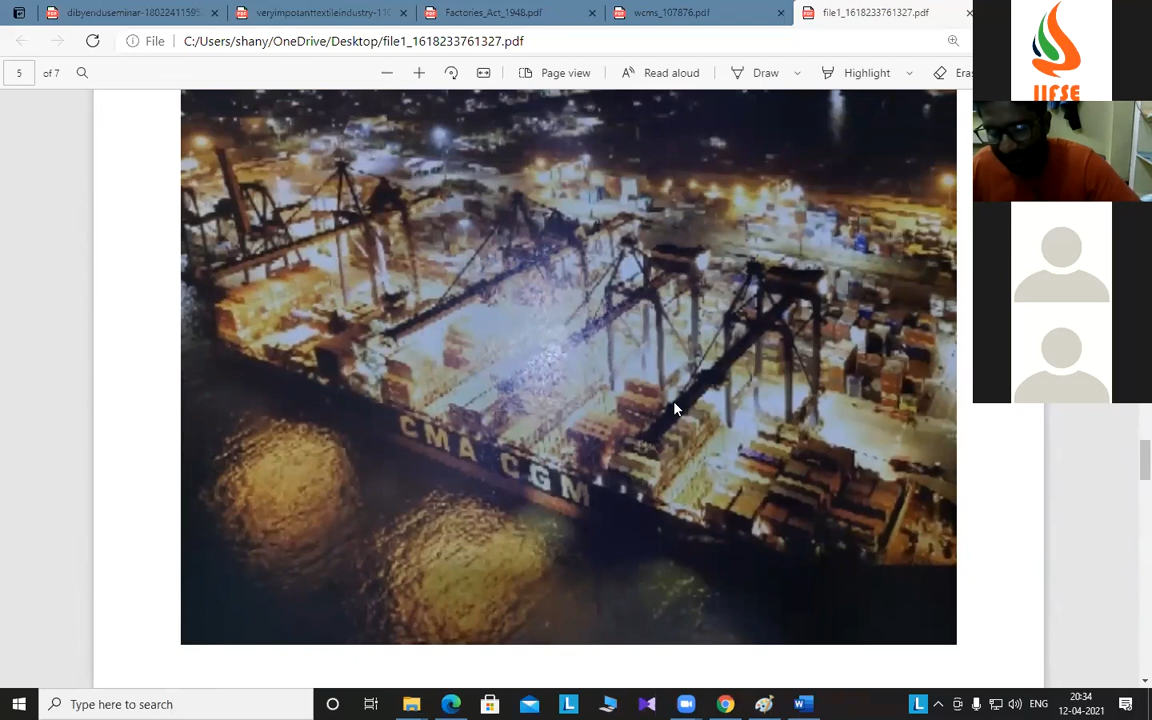 dibyenduseminar-1802241159
veryimpotanttextileindustry-110
Factories_Act_1948.pdf
wcms_107876.pdf
file1_1618233761327.pdf
File
C:/Users/shany/OneDrive/Desktop/file1_1618233761327.pdf
5
of 7
Page view
Read aloud
Draw
Highlight
Eras
IIFSE
CMA CGM
Type here to search
ENG
20:34
12-04-2021